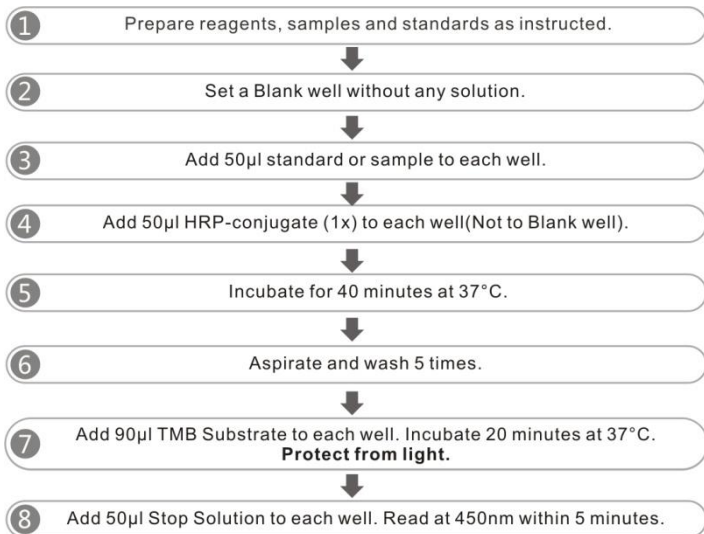 1 Prepare reagents, samples and standards as instructed.
2 Set a Blank well without any solution.
3 Add 50μl standard or sample to each well.
4 Add 50μl HRP-conjugate (1x) to each well(Not to Blank well).
5 Incubate for 40 minutes at 37°C.
6 Aspirate and wash 5 times.
7 Add 90μl TMB Substrate to each well. Incubate 20 minutes at 37°C.
Protect from light.
8 Add 50μl Stop Solution to each well. Read at 450nm within 5 minutes.